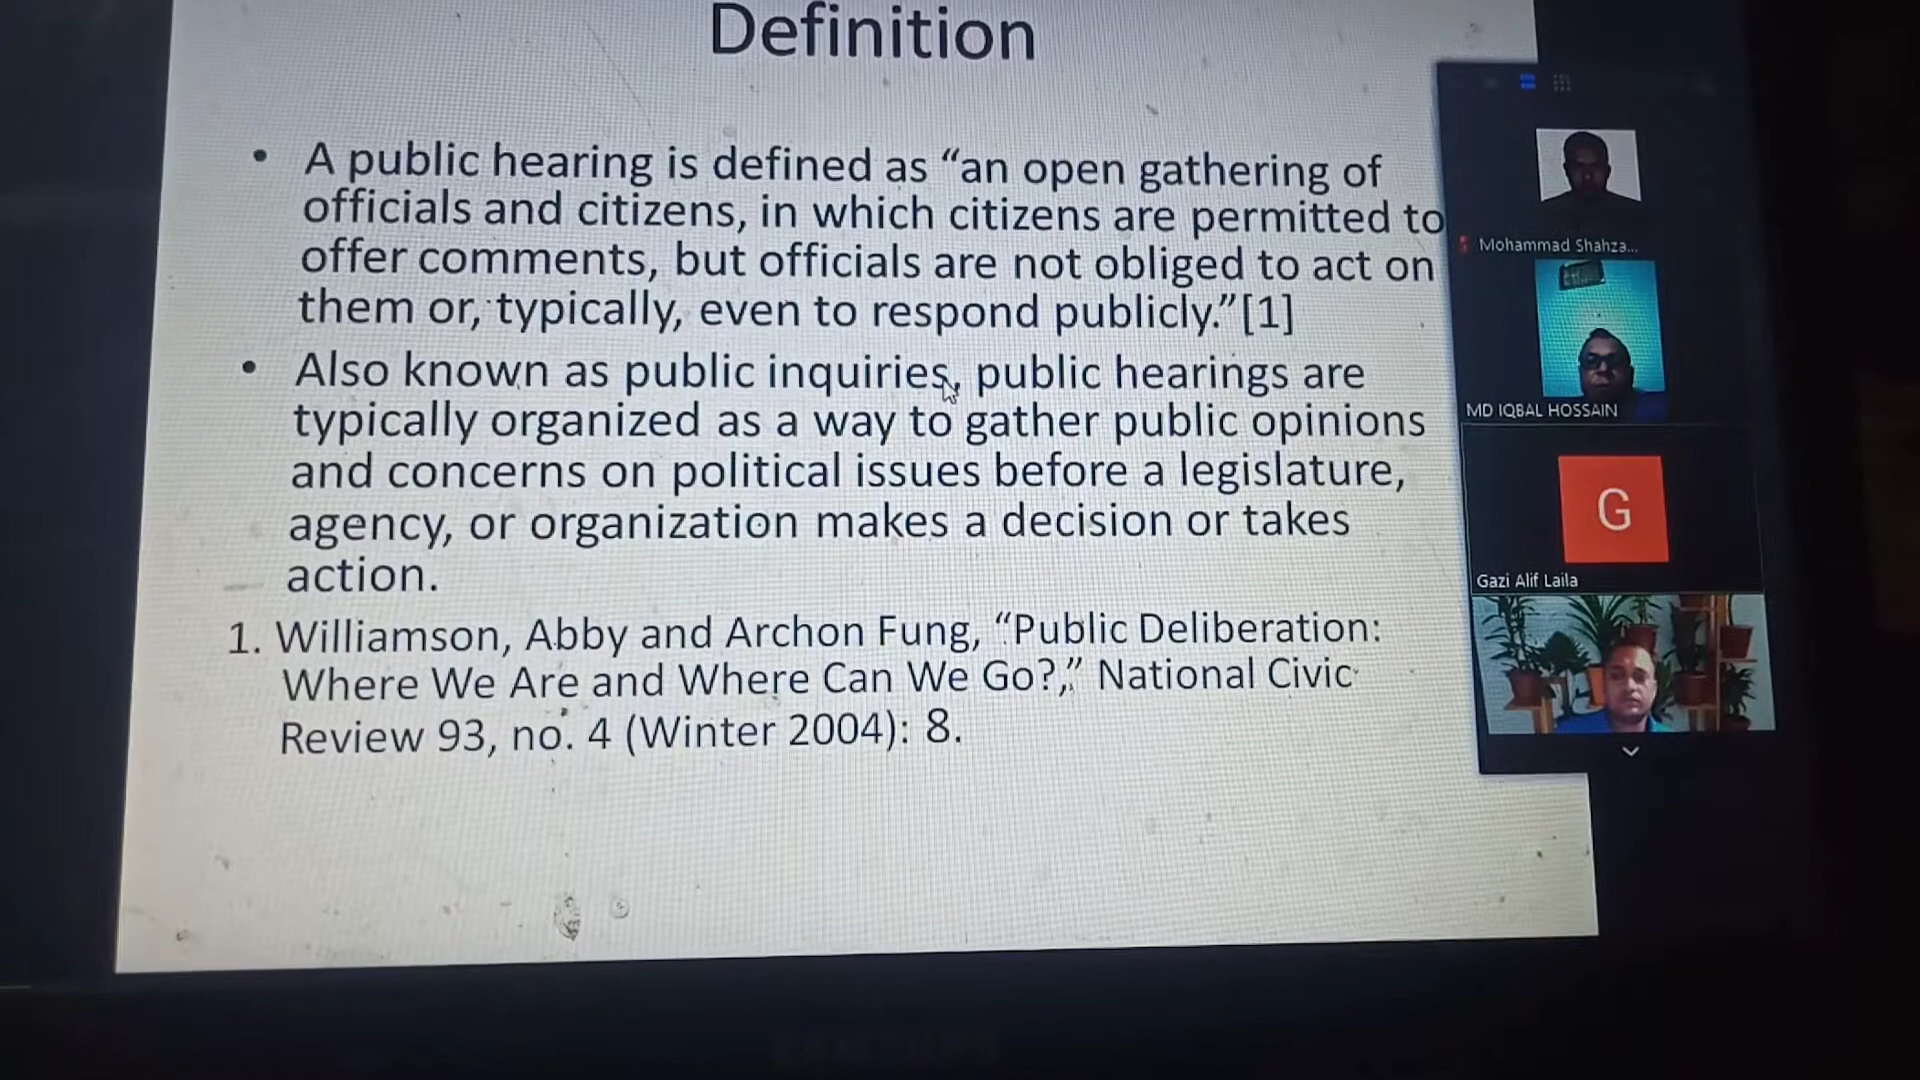 Definition
• A public hearing is defined as “an open gathering of
officials and citizens, in which citizens are permitted to
offer comments, but officials are not obliged to act on
them or, typically, even to respond publicly.”[1]
• Also known as public inquiries, public hearings are
typically organized as a way to gather public opinions
and concerns on political issues before a legislature,
agency, or organization makes a decision or takes
action.
1. Williamson, Abby and Archon Fung, “Public Deliberation:
Where We Are and Where Can We Go?,” National Civic
Review 93, no. 4 (Winter 2004): 8.
Mohammad Shahza...
MD IQBAL HOSSAIN
G
Gazi Alif Laila